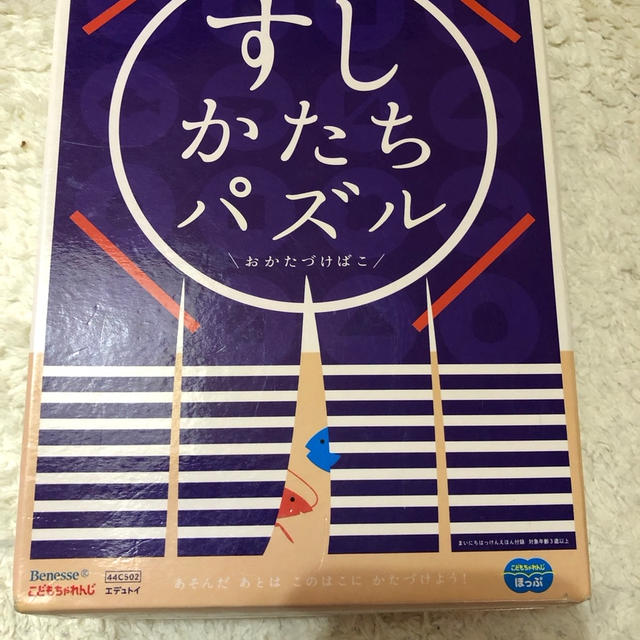 すし
かたち
パズル
\おかたづけばこ/
まいにちはっけんえほん付録 対象年齢3歳以上
あそんだ あとは このはこに かたづけよう！
Benesse®
こどもちゃれんじ
44C502
エデュトイ
こどもちゃれんじ
ほっぷ